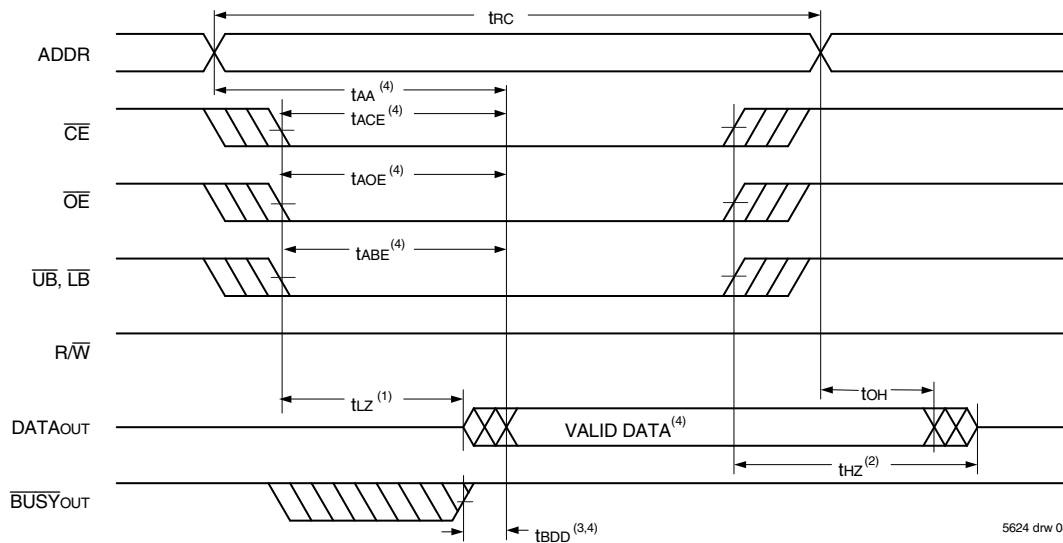 tRC
ADDR
tAA (4)
tACE (4)
CE
tAOE (4)
OE
tABE (4)
UB, LB
R/W
tOH
tLZ (1)
DATAOUT
VALID DATA(4)
tHZ (2)
BUSYOUT
tBDD (3,4)
5624 drw 0